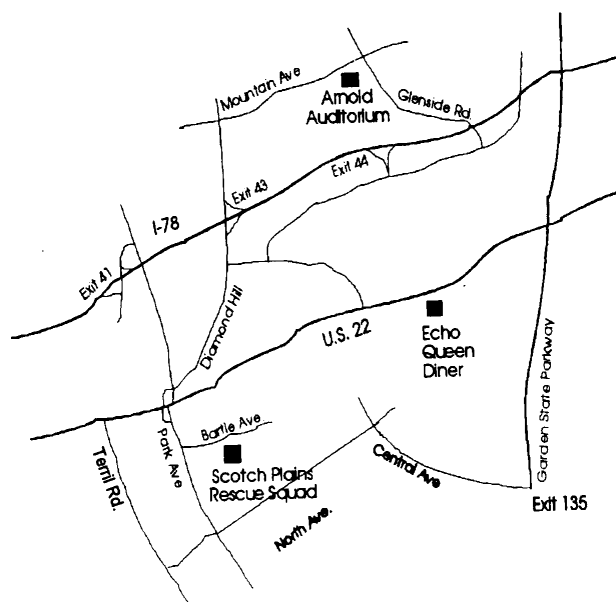 Mountain Ave
Arnold
Auditorium
Glenside Rd.
Exit 44
Exit 43
I-78
Exit 41
Diamond Hill
U.S. 22
Echo
Queen
Diner
Garden State Parkway
Bartle Ave
Park Ave
Terril Rd.
Scotch Plains
Rescue Squad
Central Ave
North Ave.
Exit 135